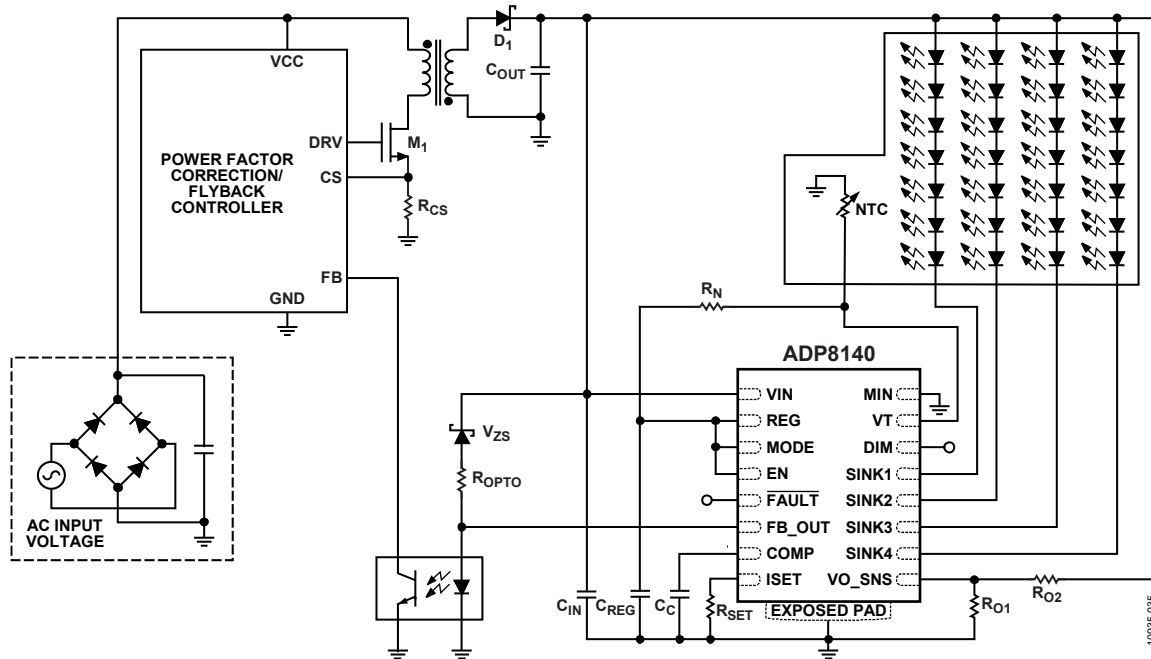 VCC
D1
COUT
DRV
M1
POWER FACTOR
CORRECTION/
FLYBACK
CONTROLLER
CS
RCS
NTC
FB
GND
RN
ADP8140
VIN
REG
MODE
EN
FAULT
FB_OUT
COMP
ISET
MIN
VT
DIM
SINK1
SINK2
SINK3
SINK4
VO_SNS
EXPOSED PAD
VZS
ROPTO
AC INPUT
VOLTAGE
CIN
CREG
CC
RSET
RO1
RO2